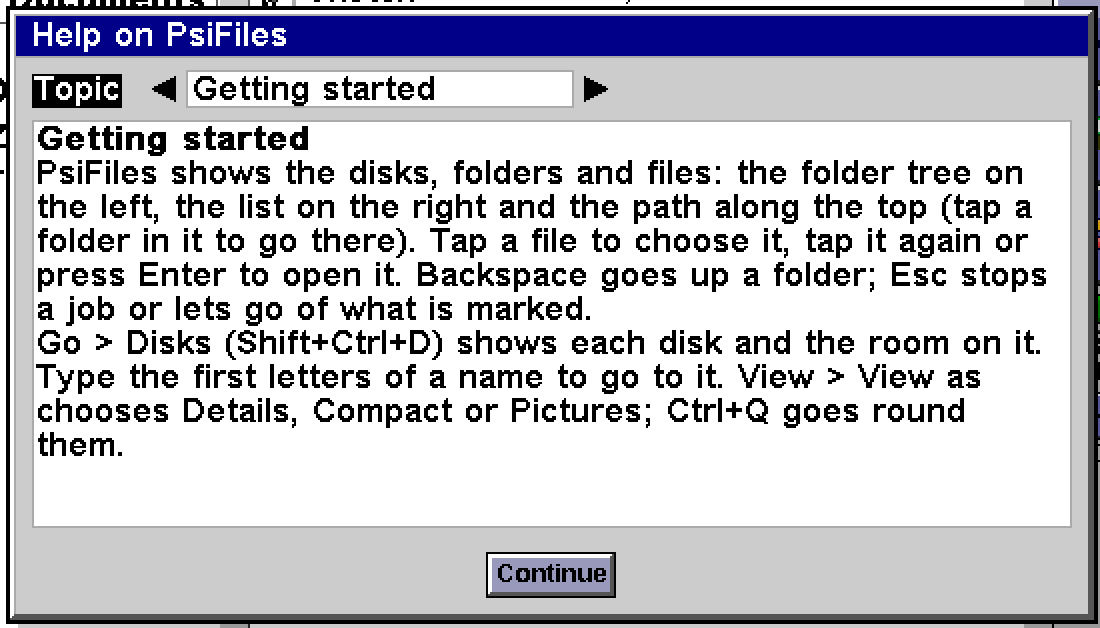 Help on PsiFiles
Topic
Getting started
Getting started
PsiFiles shows the disks, folders and files: the folder tree on
the left, the list on the right and the path along the top (tap a
folder in it to go there). Tap a file to choose it, tap it again or
press Enter to open it. Backspace goes up a folder; Esc stops
a job or lets go of what is marked.
Go > Disks (Shift+Ctrl+D) shows each disk and the room on it.
Type the first letters of a name to go to it. View > View as
chooses Details, Compact or Pictures; Ctrl+Q goes round
them.
Continue